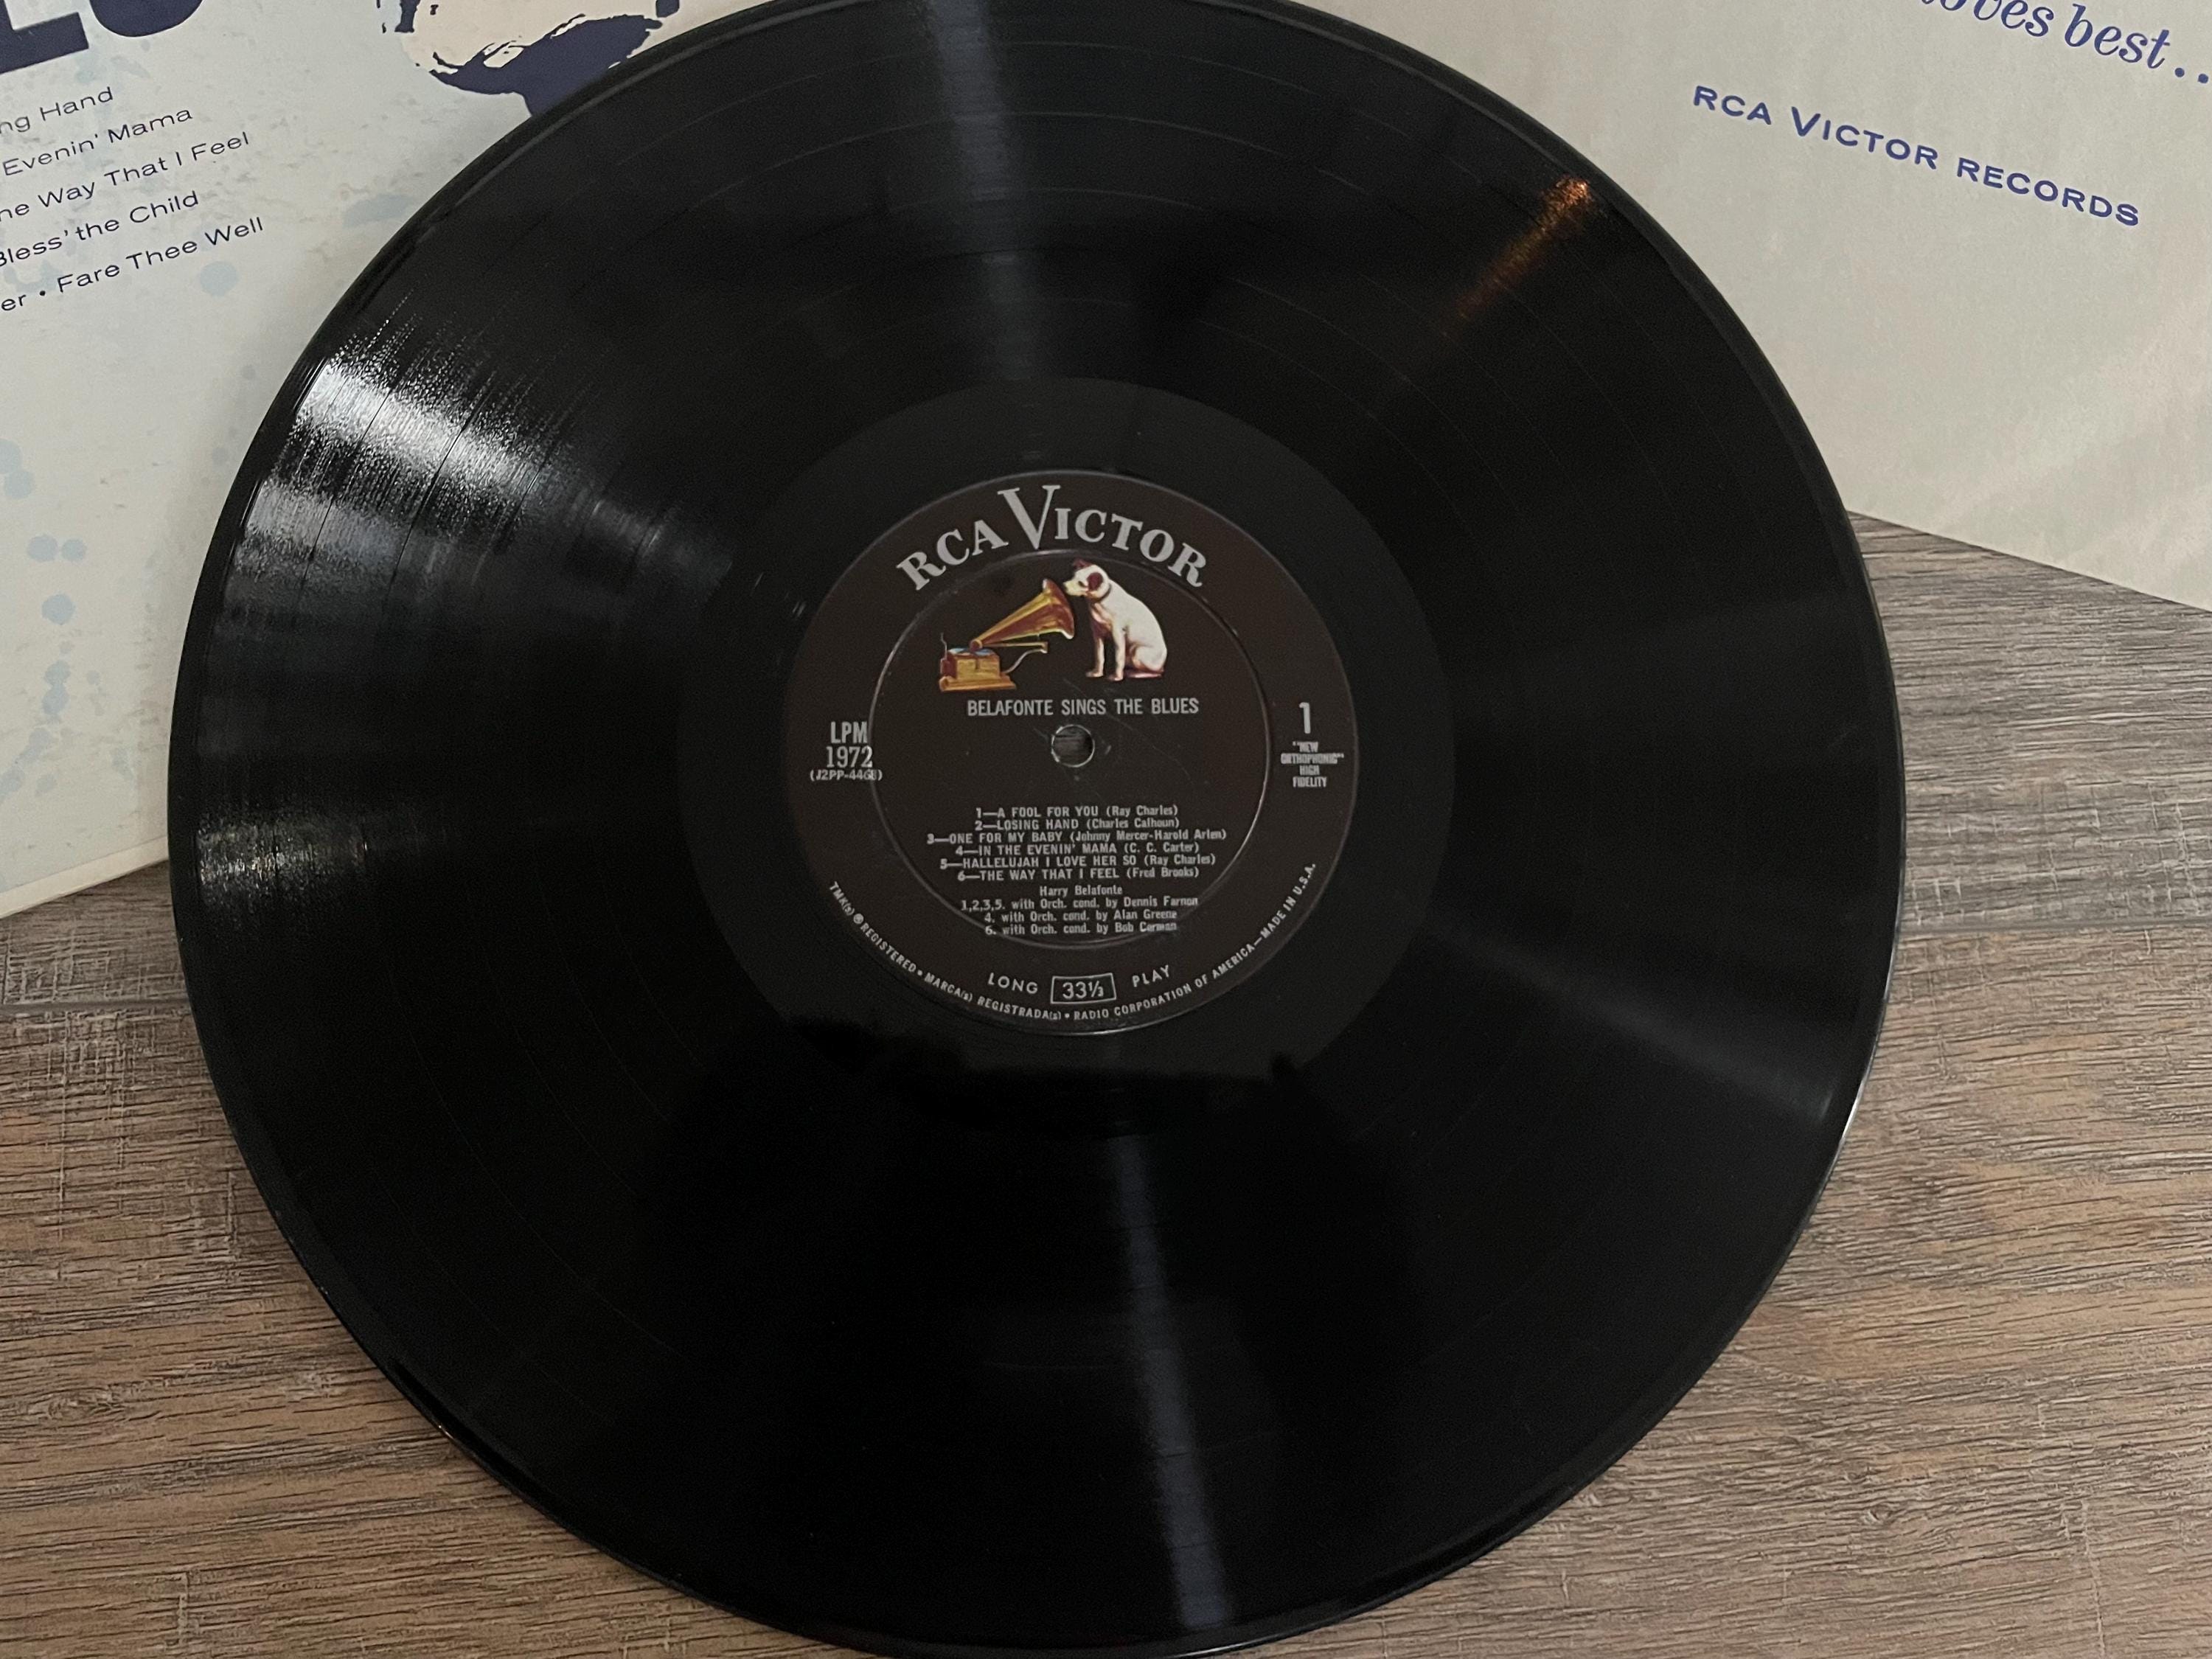 ng Hand
Evenin' Mama
he Way That I Feel
Bless' the Child
er • Fare Thee Well
oves best..
RCA VICTOR RECORDS
RCA VICTOR
BELAFONTE SINGS THE BLUES
LPM
1972
(J2PP-4468)
1
"NEW
ORTHOPHONIC"
HIGH
FIDELITY
1—A FOOL FOR YOU (Ray Charles)
2—LOSING HAND (Charles Calhoun)
3—ONE FOR MY BABY (Johnny Mercer-Harold Arlen)
4—IN THE EVENIN' MAMA (C. C. Carter)
5—HALLELUJAH I LOVE HER SO (Ray Charles)
6—THE WAY THAT I FEEL (Fred Brooks)
Harry Belafonte
1,2,3,5. with Orch. cond. by Dennis Farnon
4. with Orch. cond. by Alan Greene
6. with Orch. cond. by Bob Corman
LONG 33⅓ PLAY
TMK(s) ® REGISTERED • MARCA(s) REGISTRADA(s) • RADIO CORPORATION OF AMERICA—MADE IN U.S.A.